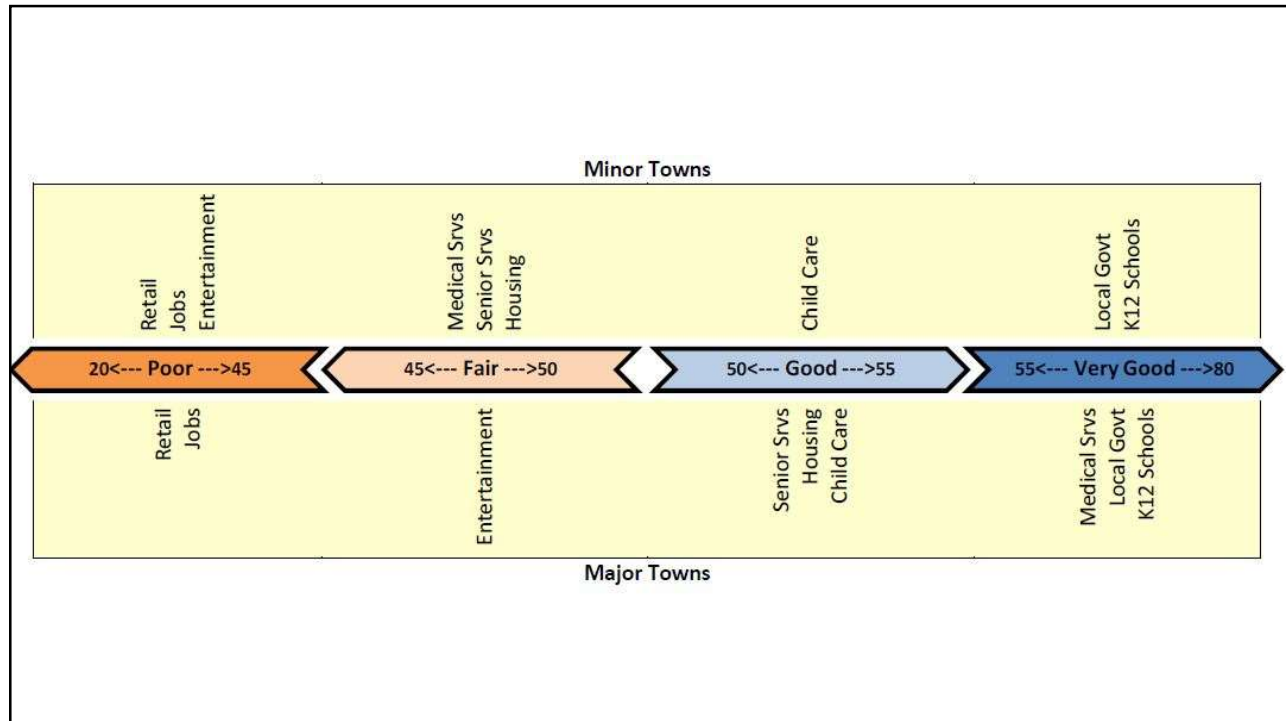 Minor Towns
Retail
Jobs
Entertainment
Medical Srvs
Senior Srvs
Housing
Child Care
Local Govt
K12 Schools
20<--- Poor --->45
45<--- Fair --->50
50<--- Good --->55
55<--- Very Good --->80
Retail
Jobs
Entertainment
Senior Srvs
Housing
Child Care
Medical Srvs
Local Govt
K12 Schools
Major Towns